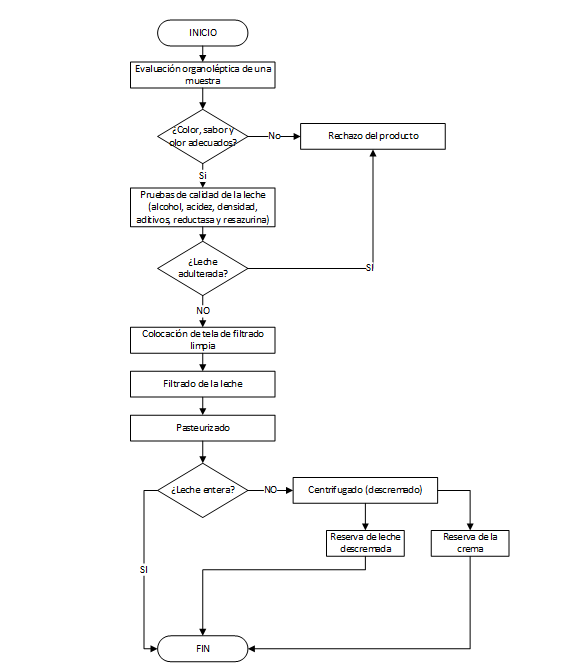 INICIO
Evaluación organoléptica de una
muestra
¿Color, sabor y
olor adecuados?
No
Rechazo del producto
Si
Pruebas de calidad de la leche
(alcohol, acidez, densidad,
aditivos, reductasa y resazurina)
¿Leche
adulterada?
SI
NO
Colocación de tela de filtrado
limpia
Filtrado de la leche
Pasteurizado
¿Leche entera?
NO
Centrifugado (descremado)
Reserva de leche
descremada
Reserva de la
crema
SI
FIN